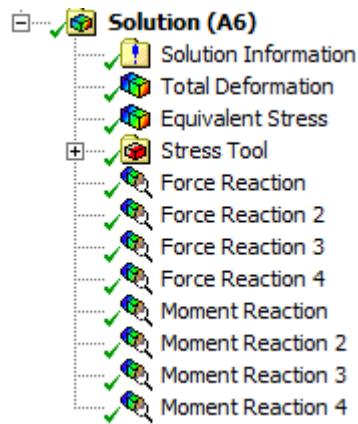 Solution (A6)
Solution Information
Total Deformation
Equivalent Stress
Stress Tool
Force Reaction
Force Reaction 2
Force Reaction 3
Force Reaction 4
Moment Reaction
Moment Reaction 2
Moment Reaction 3
Moment Reaction 4